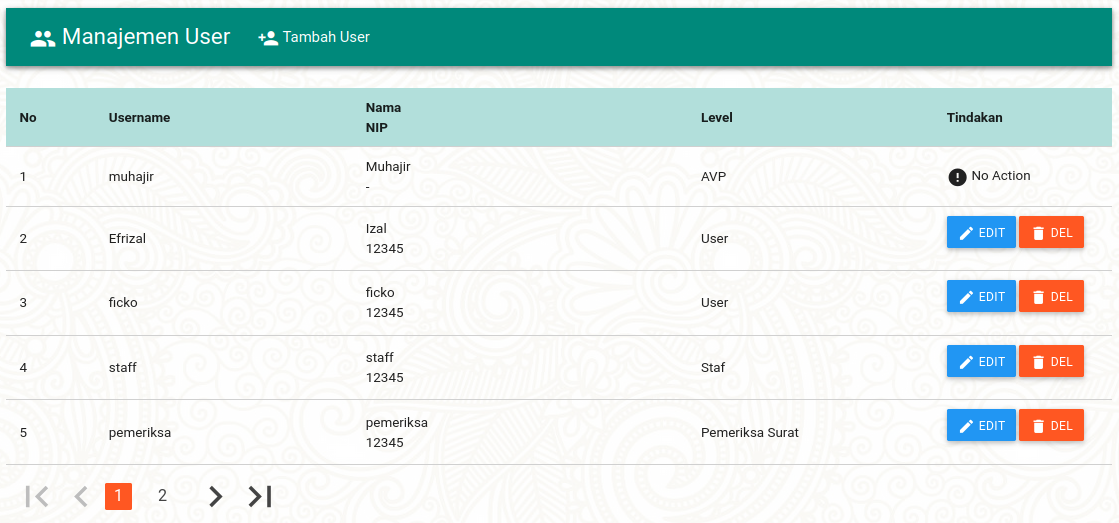 Manajemen User Tambah User
No Username Nama NIP Level Tindakan
1 muhajir Muhajir - AVP No Action
2 Efrizal Izal 12345 User EDIT DEL
3 ficko ficko 12345 User EDIT DEL
4 staff staff 12345 Staf EDIT DEL
5 pemeriksa pemeriksa 12345 Pemeriksa Surat EDIT DEL
1 2